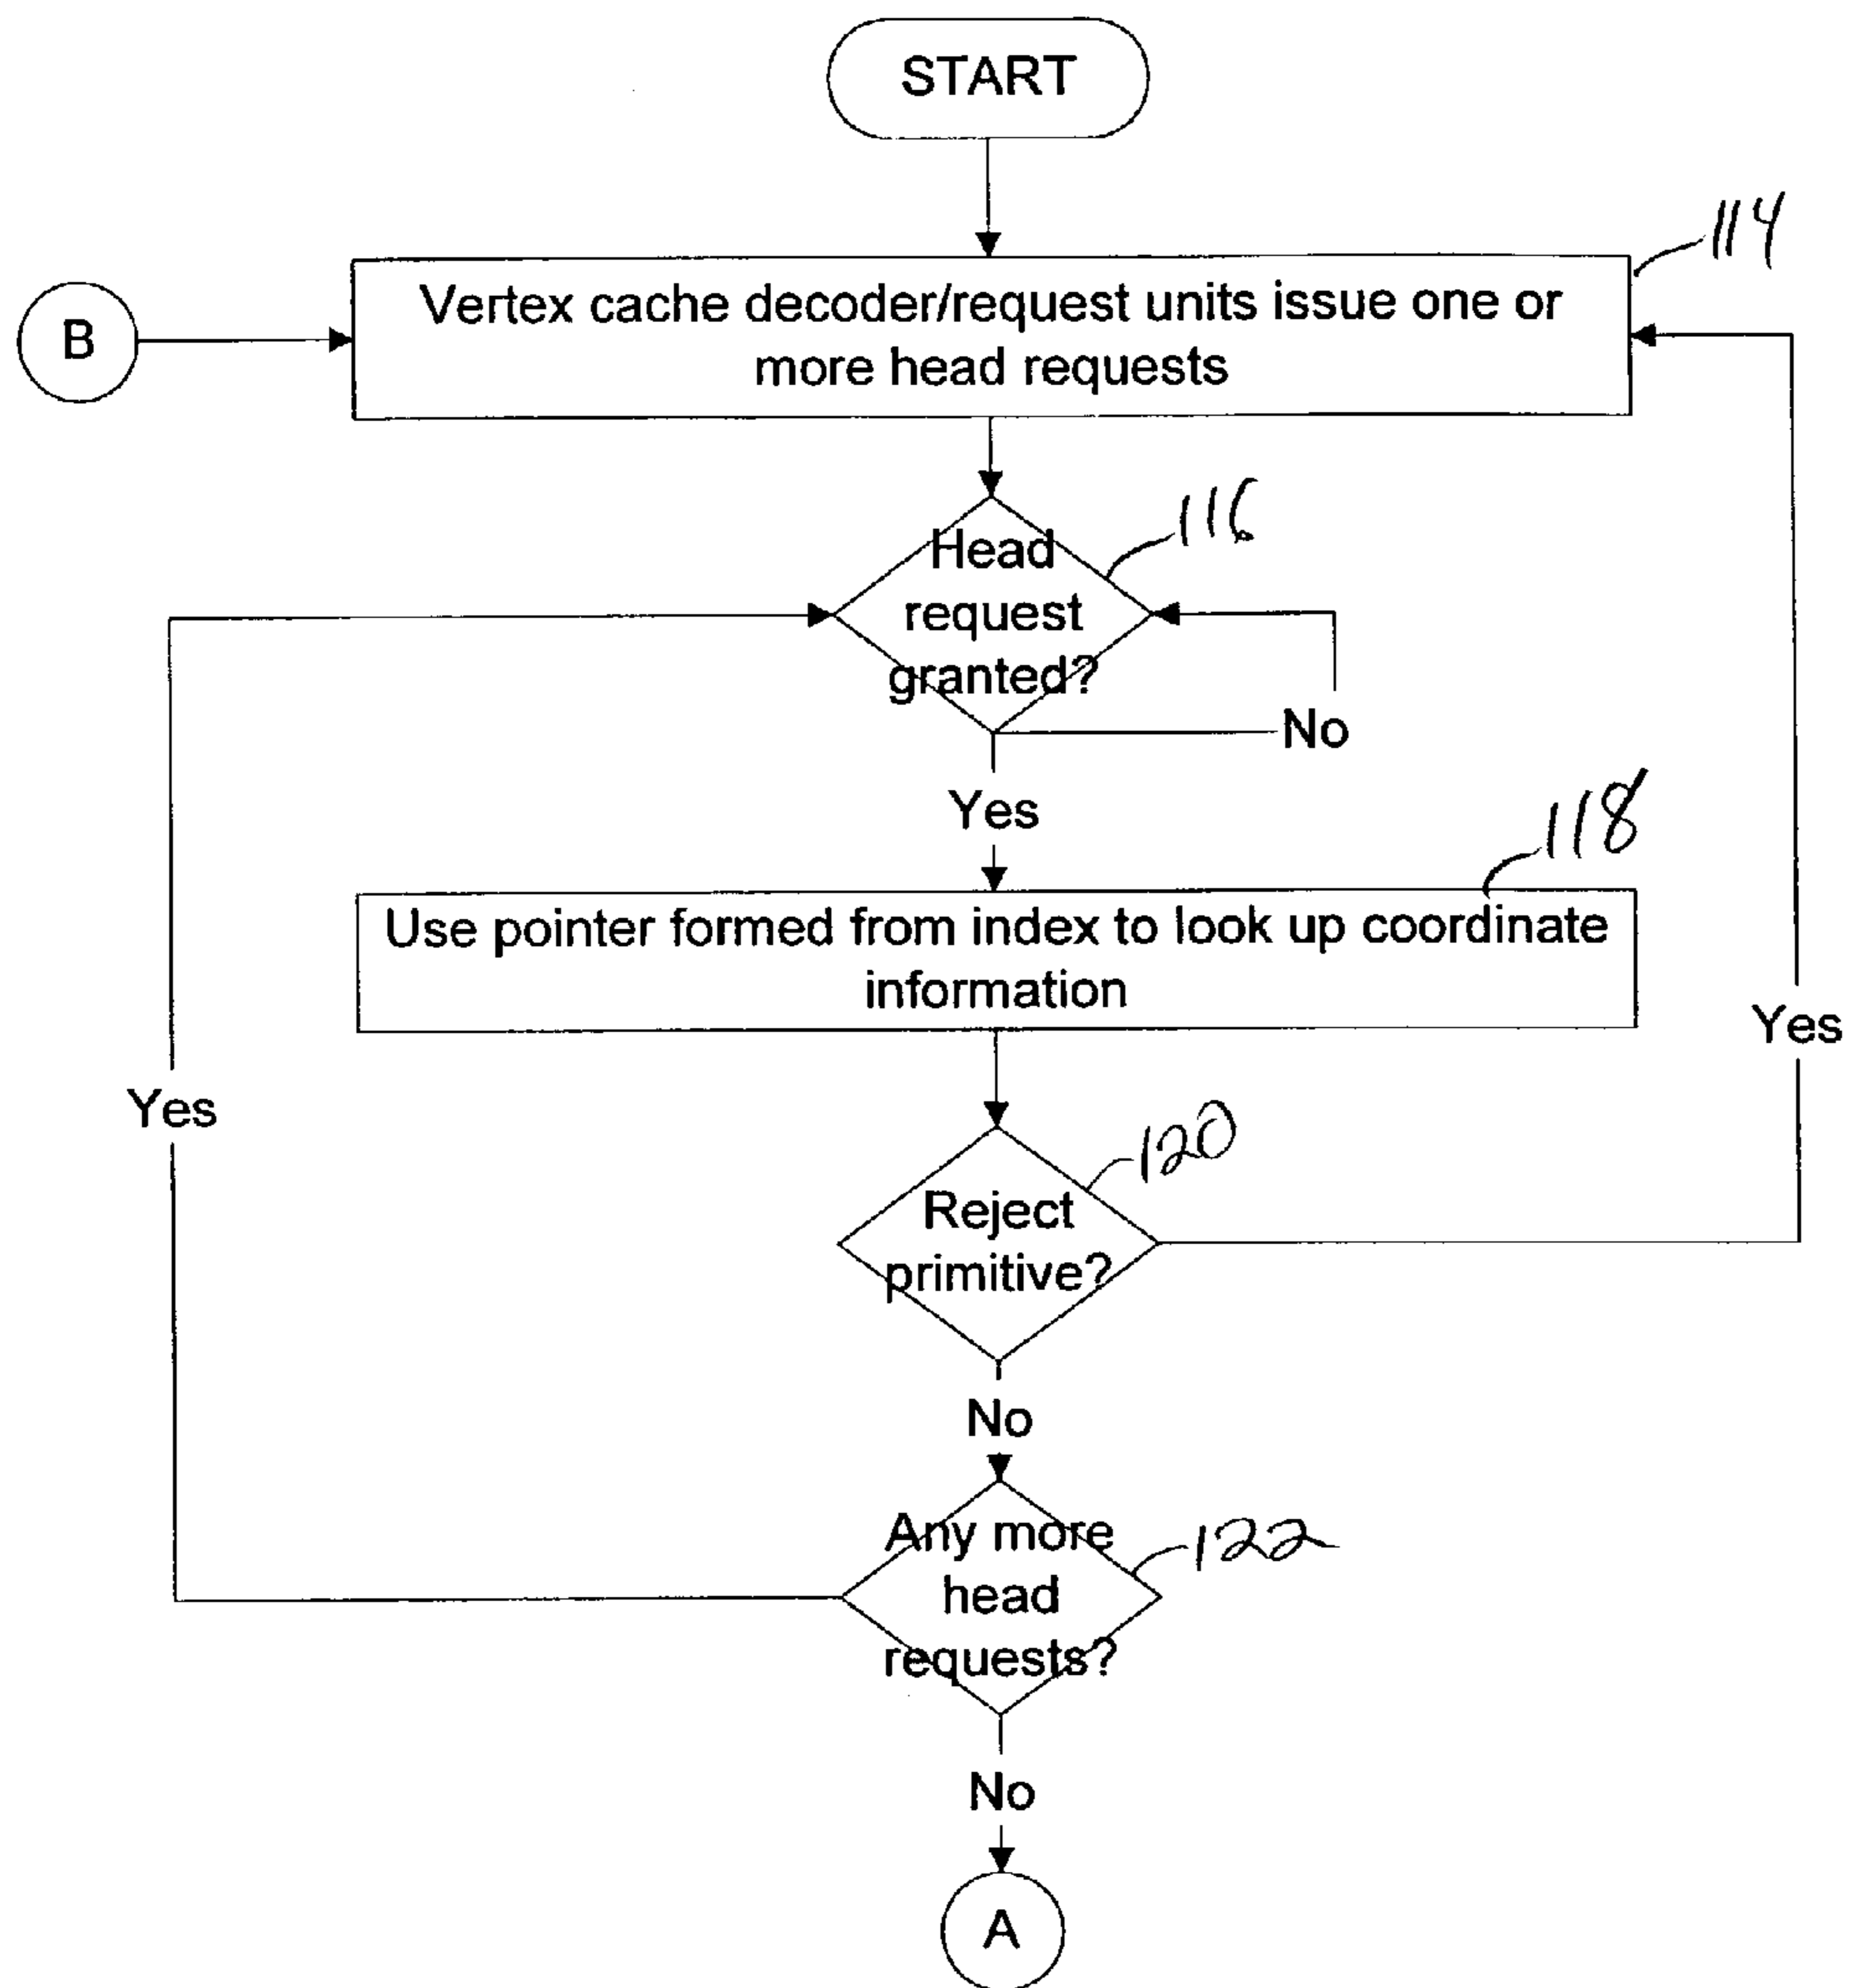 START
114
B
Vertex cache decoder/request units issue one or
more head requests
116
Head
request
granted?
No
Yes
118
Use pointer formed from index to look up coordinate
information
Yes
Yes
120
Reject
primitive?
No
122
Any more
head
requests?
No
A